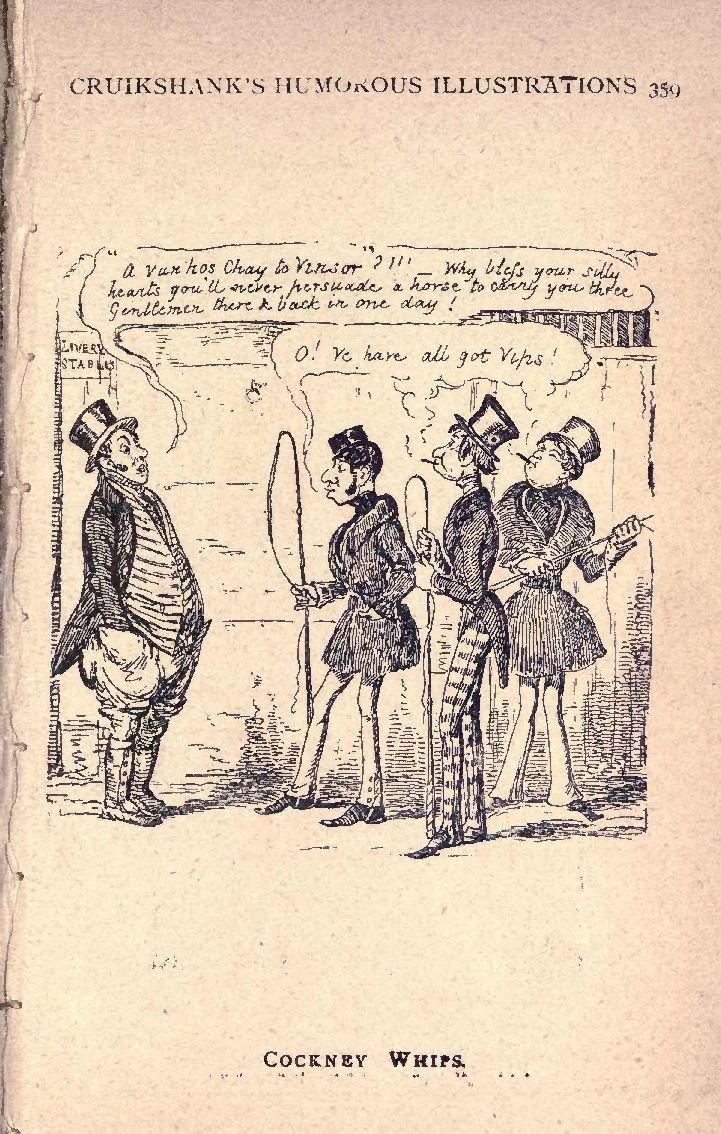 CRUIKSHANK'S HUMOROUS ILLUSTRATIONS 359
"A Vun hos Chay to Vinsor"?!!! _ Why bless your silly
hearts you'll never persuade a horse to carry you three
Gentlemen there & back in one day!
LIVERY
STABLES
O! Ve have all got Vips!
COCKNEY WHIPS.